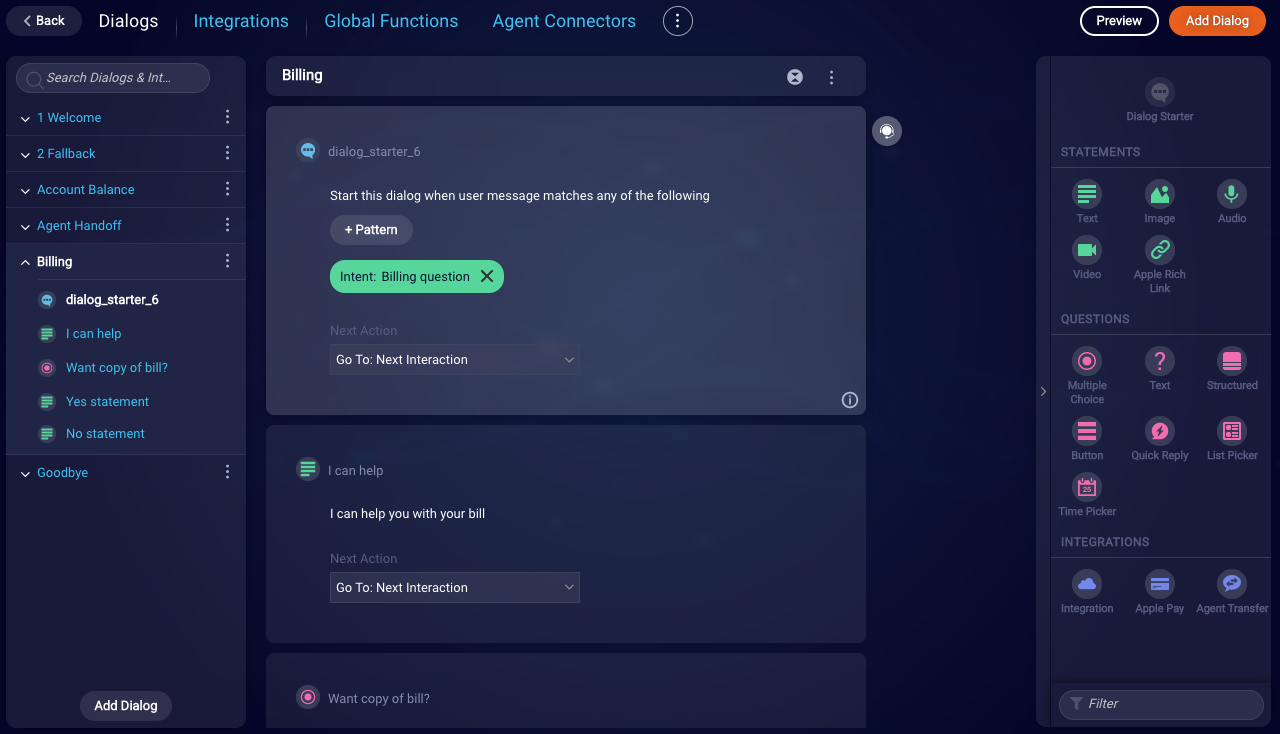 Back
Dialogs
Integrations
Global Functions
Agent Connectors
Preview
Add Dialog
Search Dialogs & Int...
1 Welcome
2 Fallback
Account Balance
Agent Handoff
Billing
dialog_starter_6
I can help
Want copy of bill?
Yes statement
No statement
Goodbye
Add Dialog
Billing
dialog_starter_6
Start this dialog when user message matches any of the following
+ Pattern
Intent: Billing question
Next Action
Go To: Next Interaction
I can help
I can help you with your bill
Next Action
Go To: Next Interaction
Want copy of bill?
Dialog Starter
STATEMENTS
Text
Image
Audio
Video
Apple Rich
Link
QUESTIONS
Multiple
Choice
Text
Structured
Button
Quick Reply
List Picker
25
Time Picker
INTEGRATIONS
Integration
Apple Pay
Agent Transfer
Filter